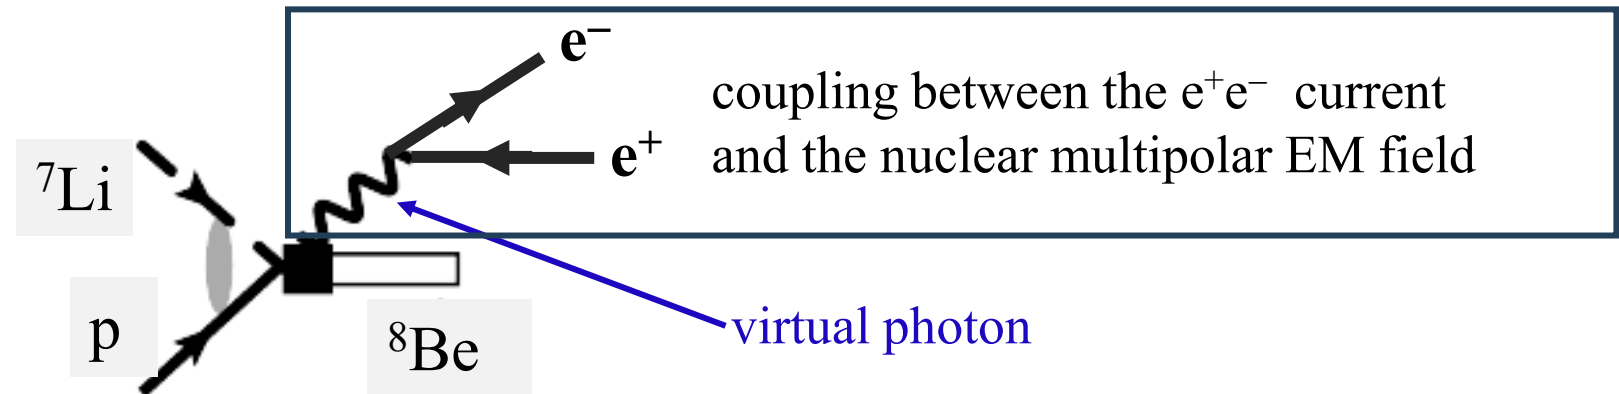 e⁻
coupling between the e⁺e⁻ current
e⁺ and the nuclear multipolar EM field
⁷Li
p
⁸Be
virtual photon